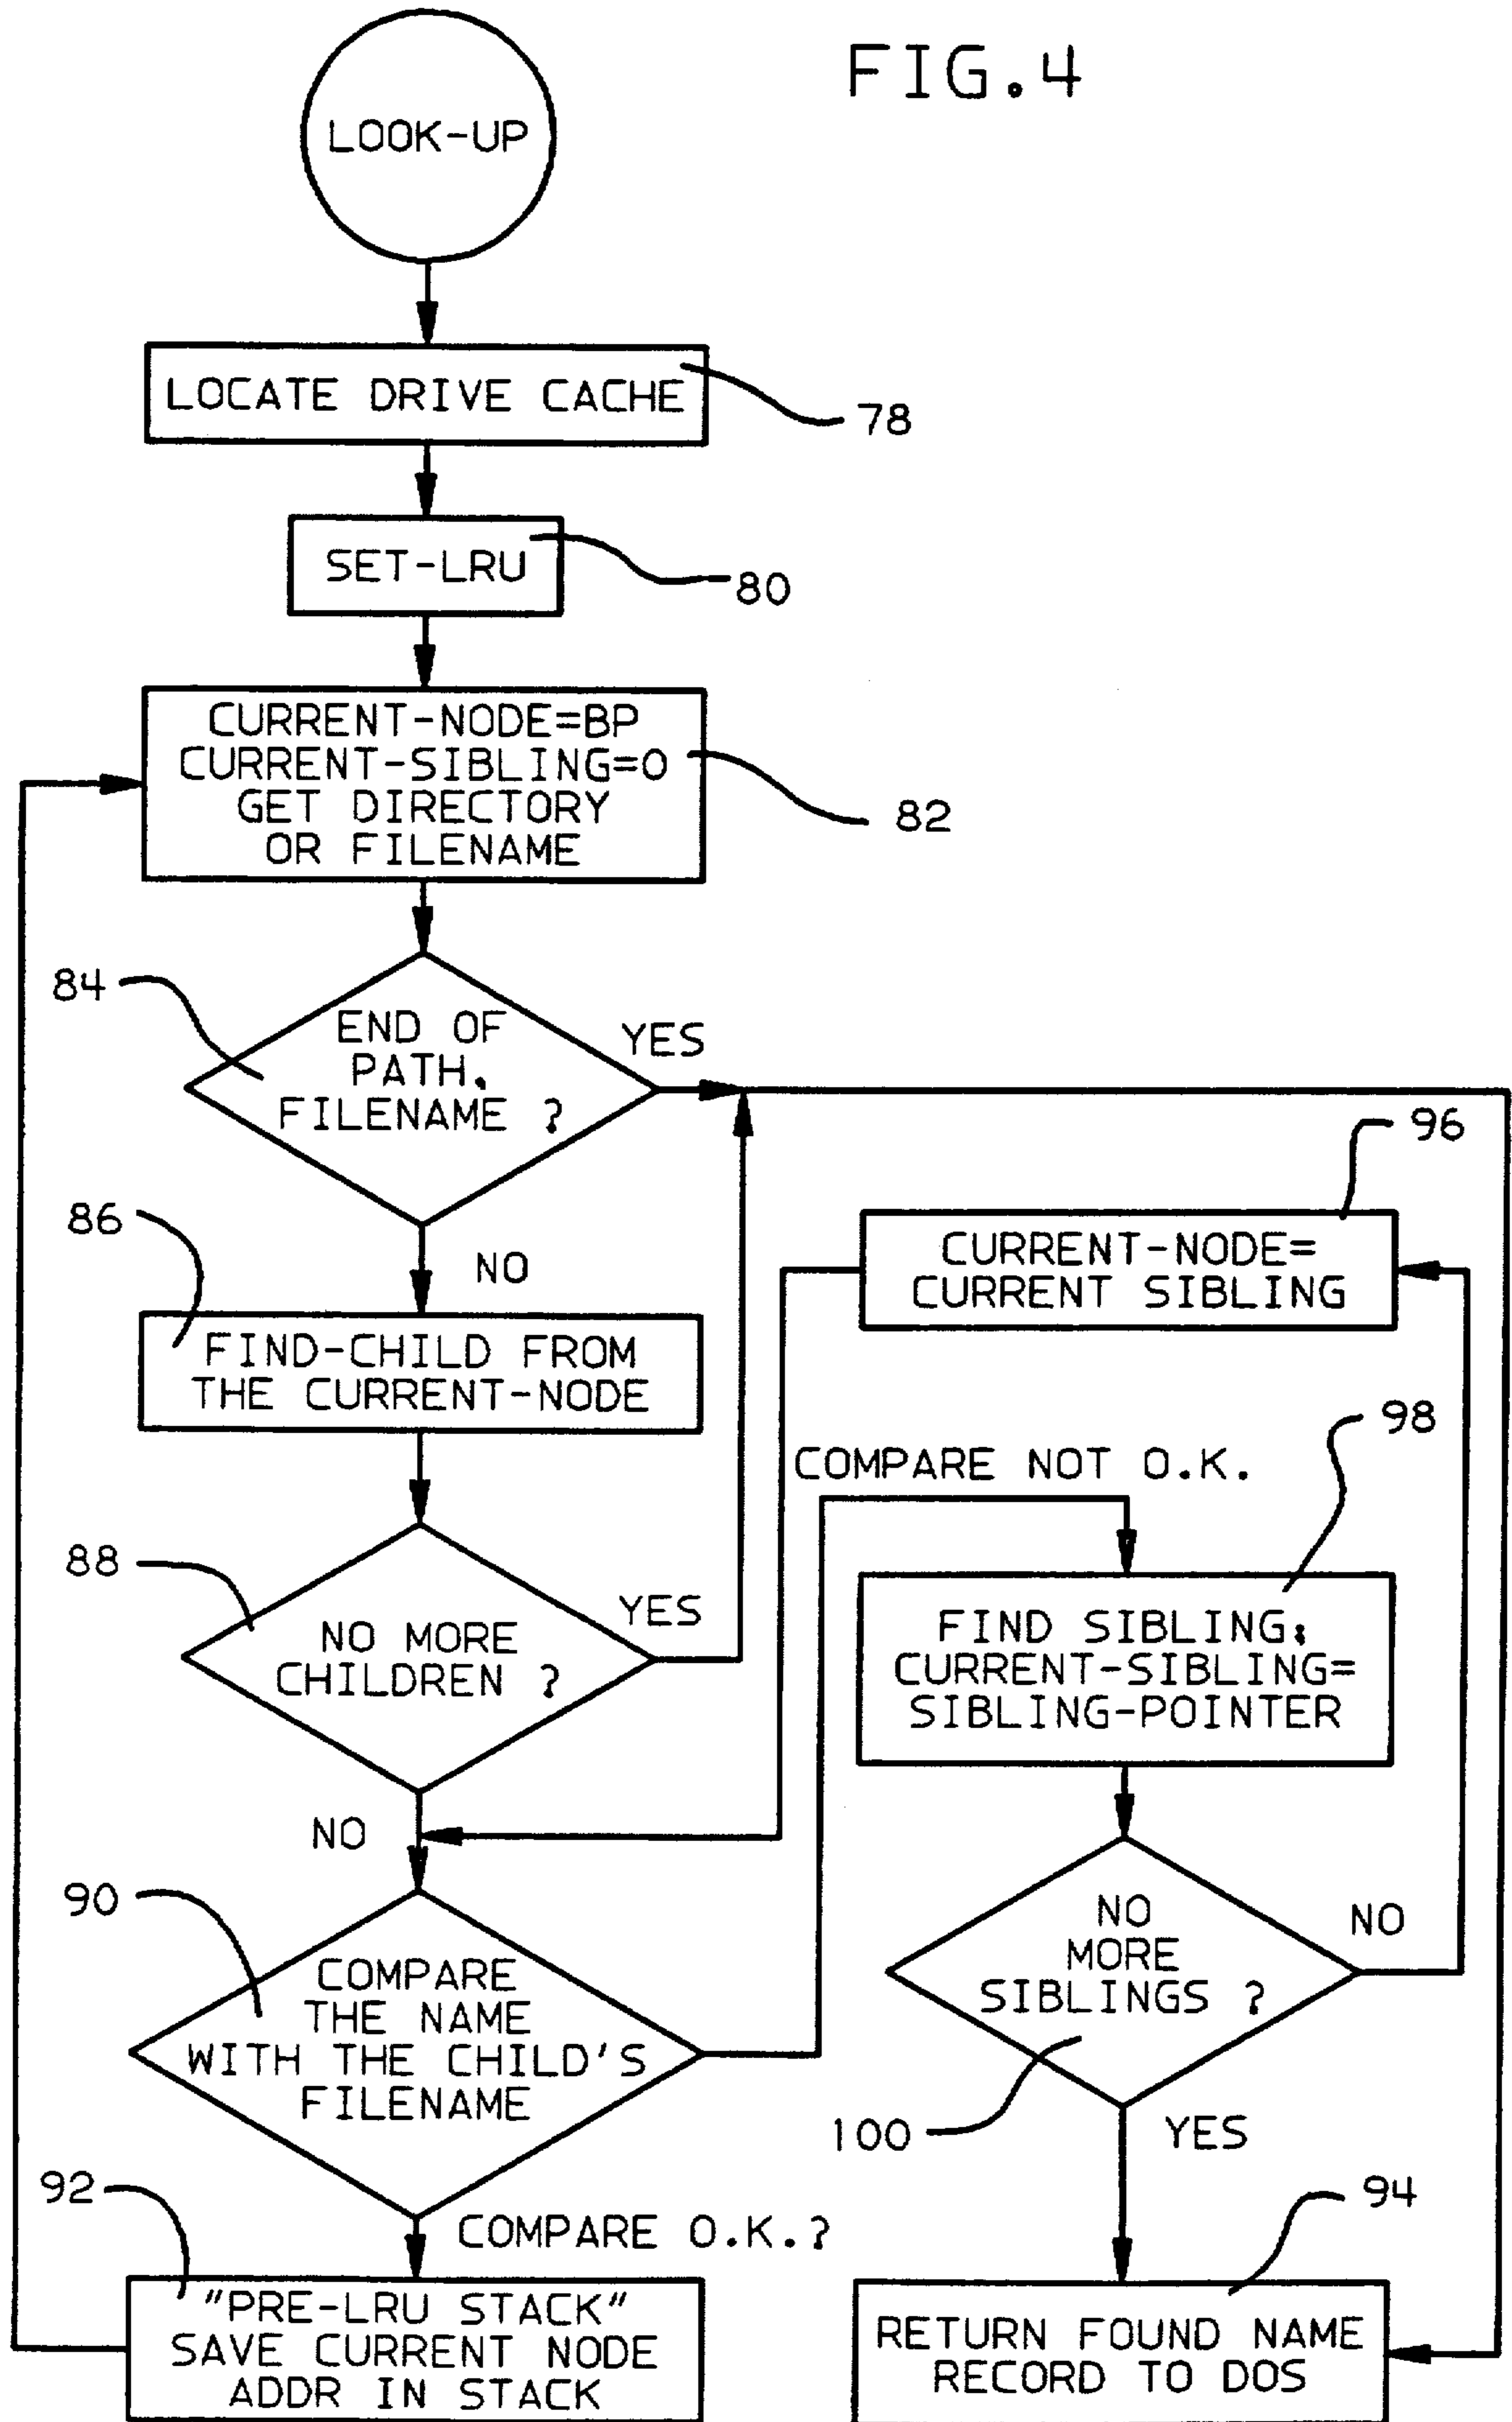 FIG.4
LOOK-UP
LOCATE DRIVE CACHE
78
SET-LRU
80
CURRENT-NODE=BP
CURRENT-SIBLING=0
GET DIRECTORY
OR FILENAME
82
84
END OF
PATH,
FILENAME ?
YES
NO
86
FIND-CHILD FROM
THE CURRENT-NODE
88
NO MORE
CHILDREN ?
YES
NO
90
COMPARE
THE NAME
WITH THE CHILD'S
FILENAME
COMPARE O.K.?
92
"PRE-LRU STACK"
SAVE CURRENT NODE
ADDR IN STACK
96
CURRENT-NODE=
CURRENT SIBLING
COMPARE NOT O.K.
98
FIND SIBLING;
CURRENT-SIBLING=
SIBLING-POINTER
NO
MORE
SIBLINGS ?
NO
100
YES
94
RETURN FOUND NAME
RECORD TO DOS